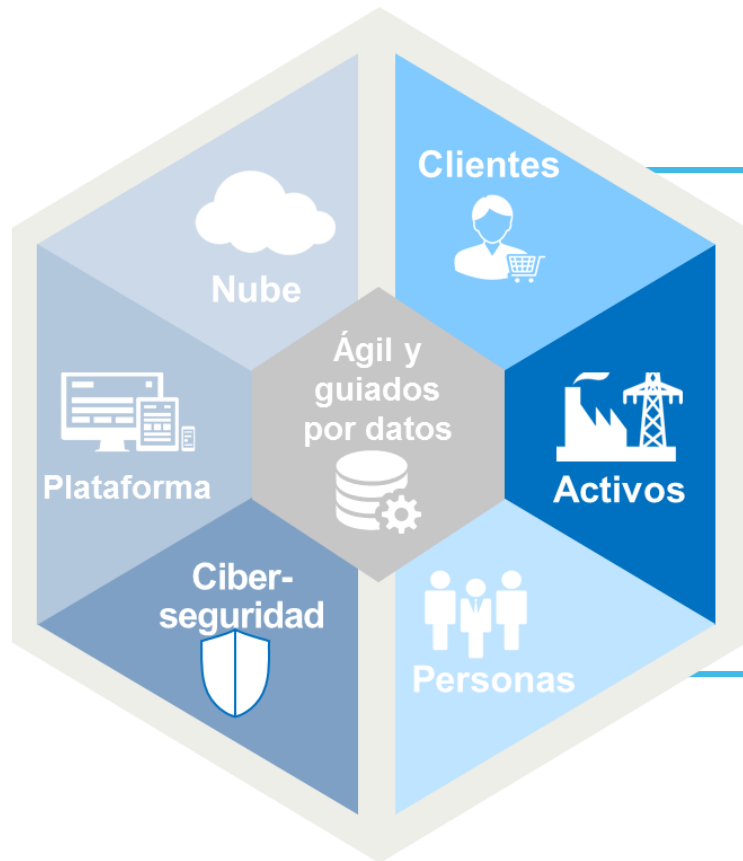 Clientes
Nube
Ágil y
guiados
por datos
Plataforma
Activos
Ciber-
seguridad
Personas